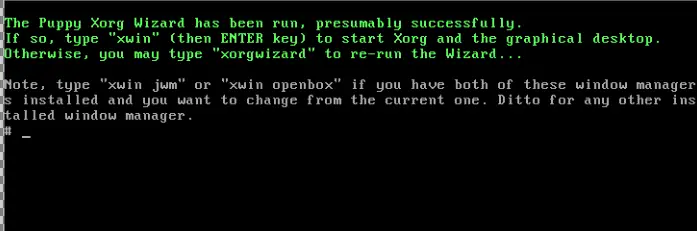 The Puppy Xorg Wizard has been run, presumably successfully.
If so, type "xwin" (then ENTER key) to start Xorg and the graphical desktop.
Otherwise, you may type "xorgwizard" to re-run the Wizard...
Note, type "xwin jwm" or "xwin openbox" if you have both of these window manager
s installed and you want to change from the current one. Ditto for any other ins
talled window manager.
# _